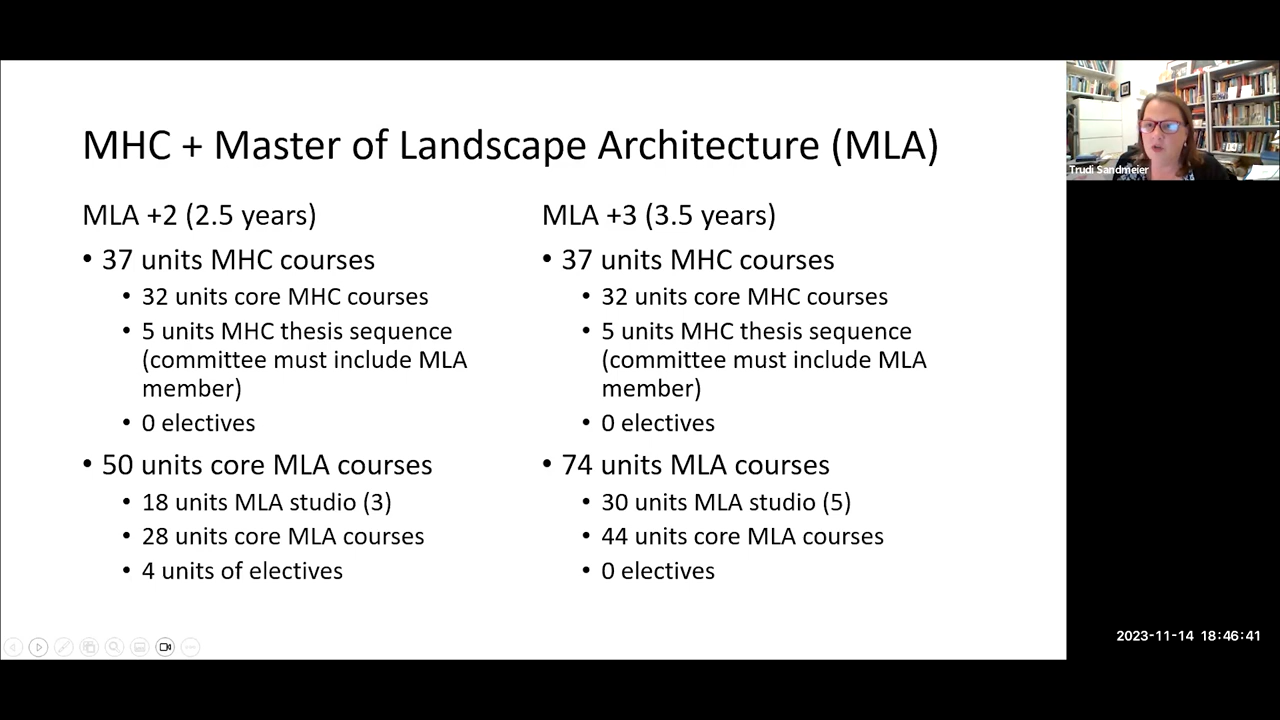 MHC + Master of Landscape Architecture (MLA)
MLA +2 (2.5 years)
• 37 units MHC courses
• 32 units core MHC courses
• 5 units MHC thesis sequence
(committee must include MLA
member)
• 0 electives
• 50 units core MLA courses
• 18 units MLA studio (3)
• 28 units core MLA courses
• 4 units of electives
MLA +3 (3.5 years)
• 37 units MHC courses
• 32 units core MHC courses
• 5 units MHC thesis sequence
(committee must include MLA
member)
• 0 electives
• 74 units MLA courses
• 30 units MLA studio (5)
• 44 units core MLA courses
• 0 electives
Trudi Sandmeier
2023-11-14 18:46:41